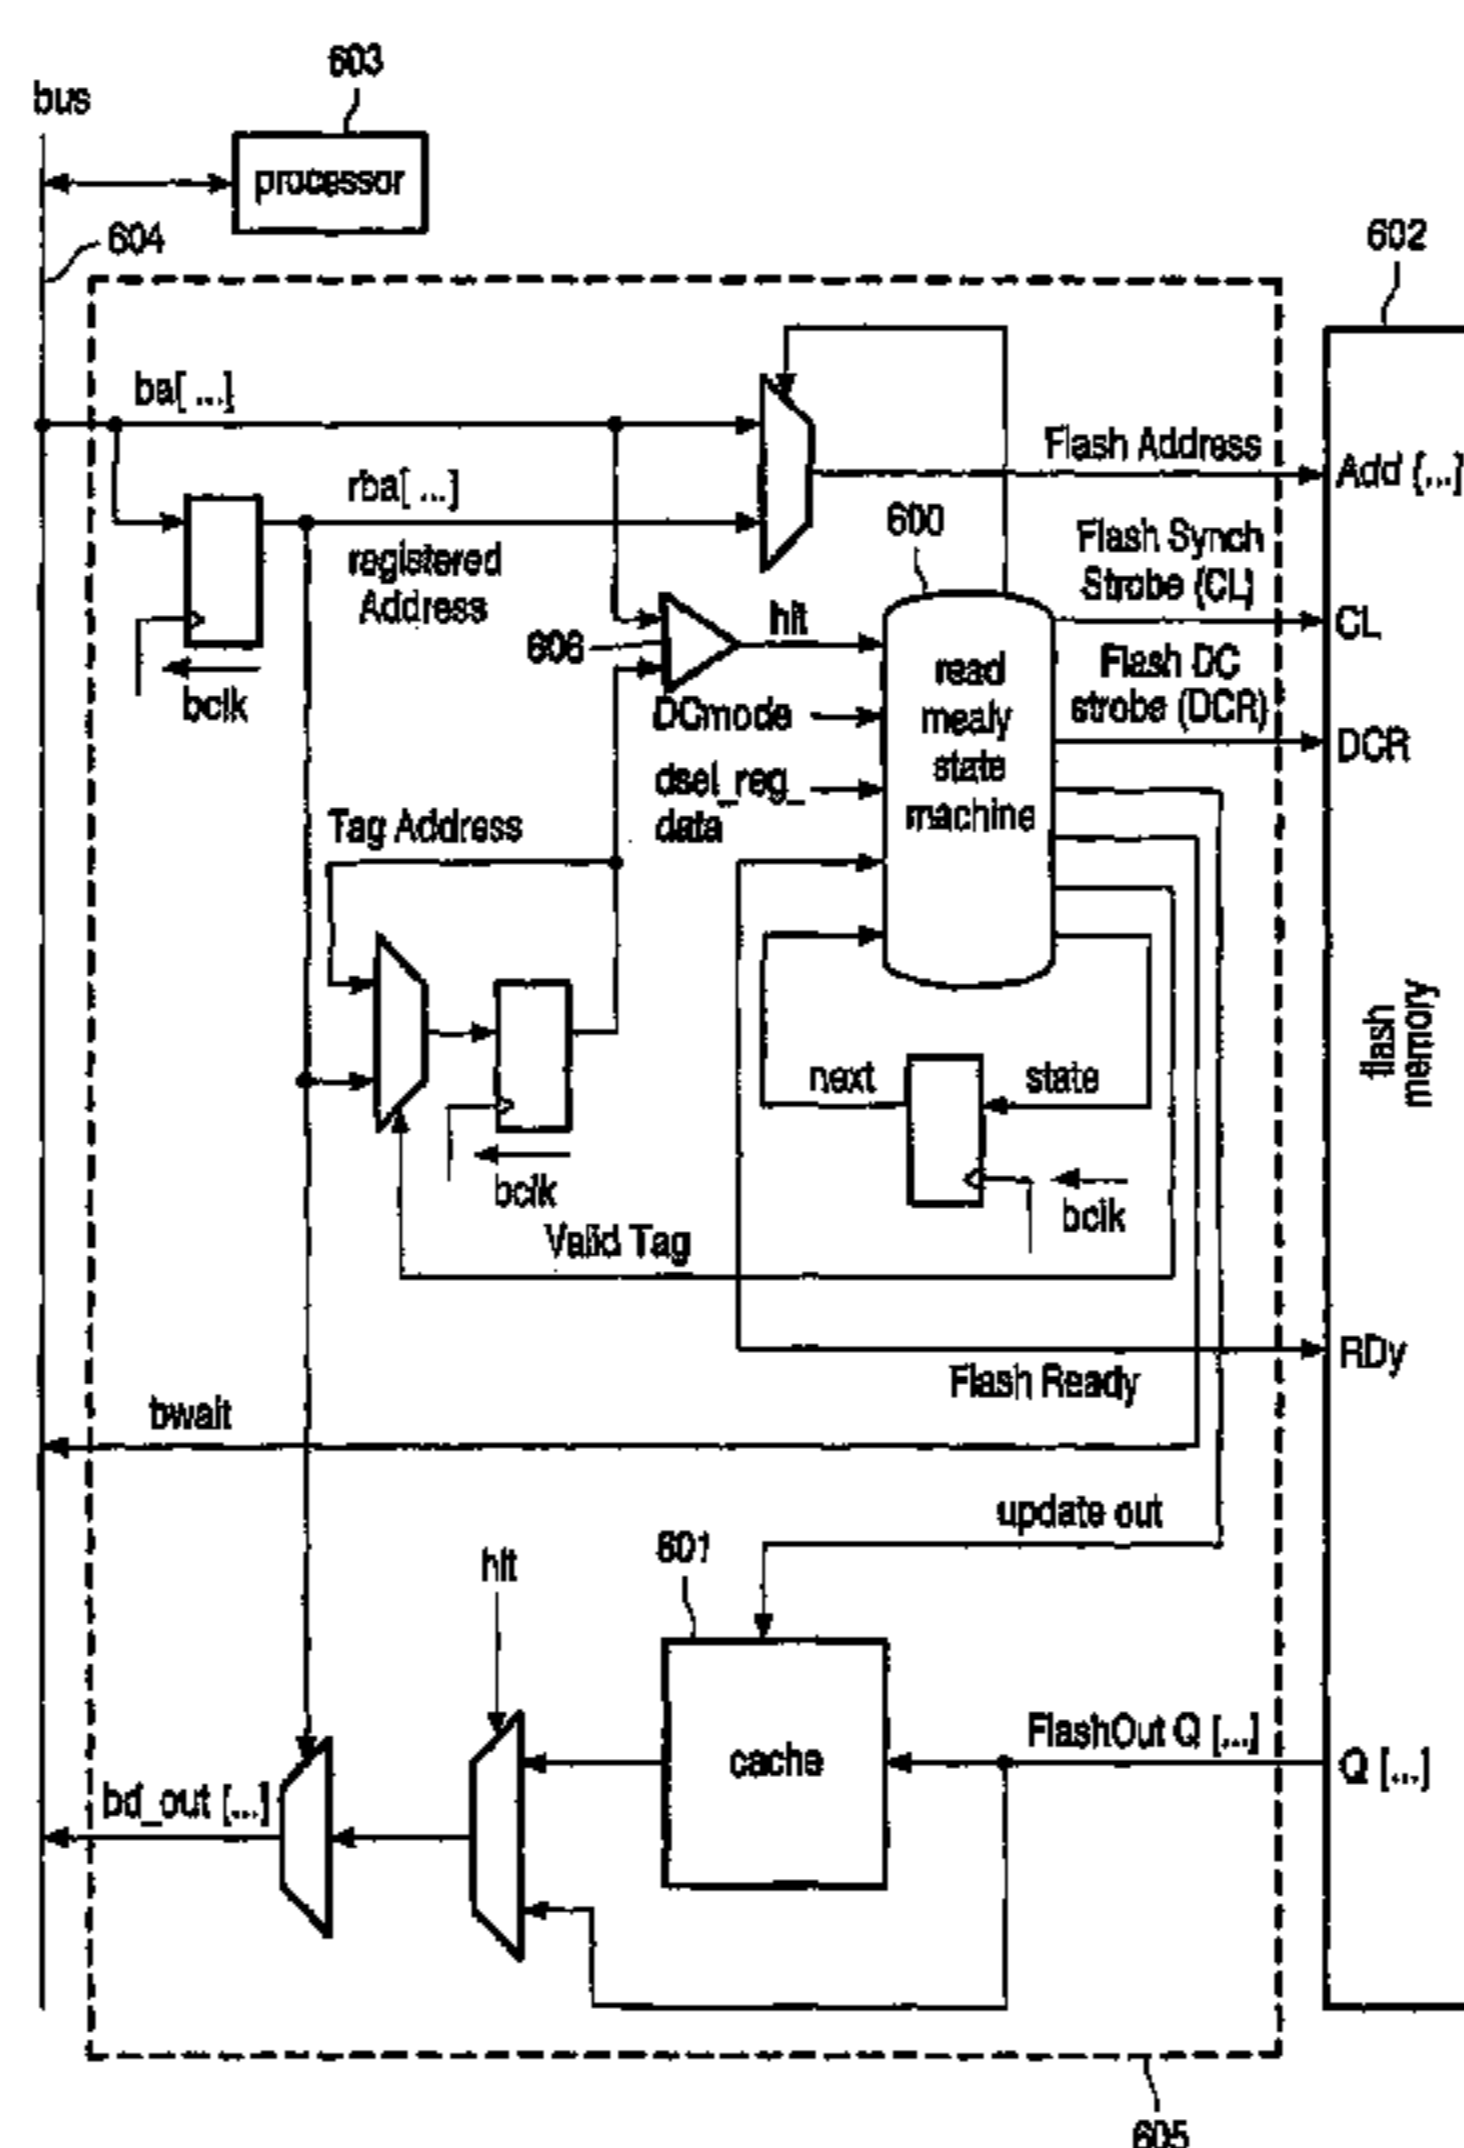 603
bus
processor
604
602
ba[ ...]
Flash Address
Add [...]
rba[ ...]
600
registered
Address
Flash Synch
Strobe (CL)
CL
hit
606
bclk
read
mealy
state
machine
Flash DC
strobe (DCR)
DCR
DCmode
dsel_reg_
data
Tag Address
flash
memory
next
state
bclk
bclk
Valid Tag
RDy
Flash Ready
bwait
update out
601
hit
FlashOut Q [...]
cache
Q [...]
bd_out [...]
605